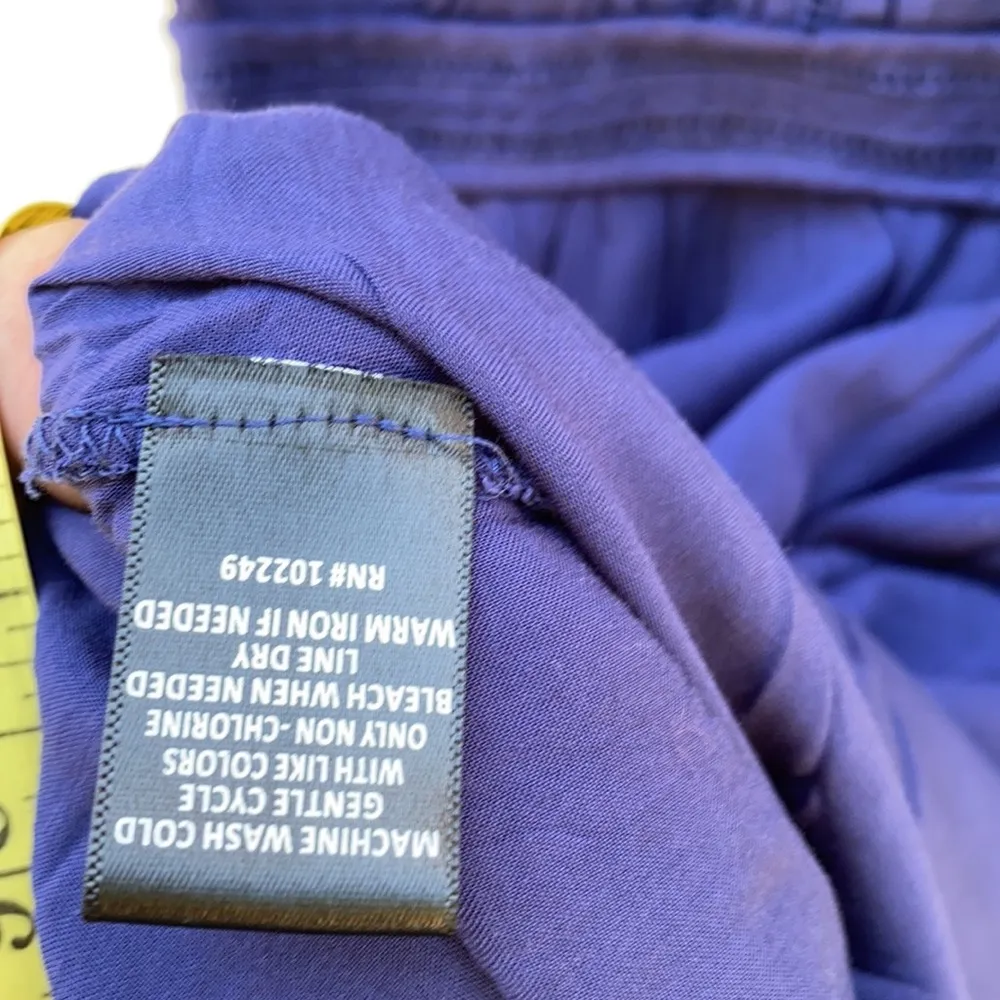 MACHINE WASH COLD
GENTLE CYCLE
WITH LIKE COLORS
ONLY NON-CHLORINE
BLEACH WHEN NEEDED
LINE DRY
WARM IRON IF NEEDED
RN# 102249